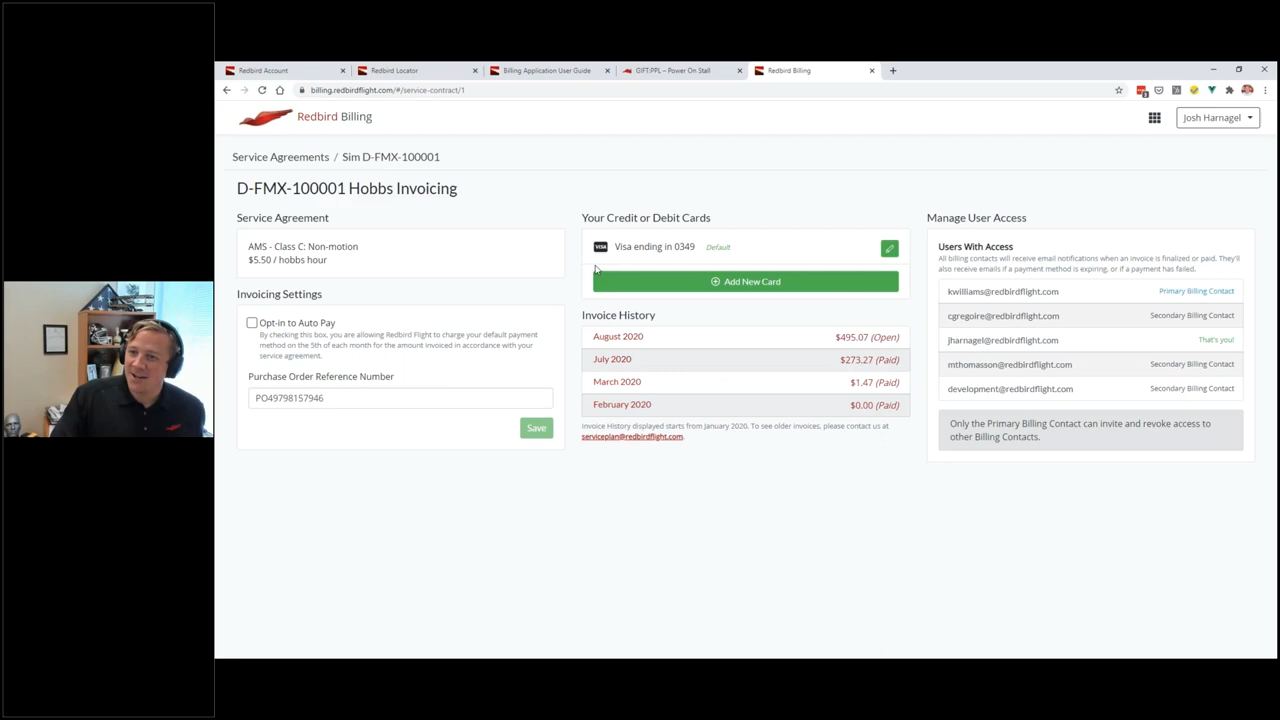 Redbird Account
Redbird Locator
Billing Application User Guide
GIFT:PPL – Power On Stall
Redbird Billing
billing.redbirdflight.com/#/service-contract/1
Redbird Billing
Josh Harnagel
Service Agreements / Sim D-FMX-100001
D-FMX-100001 Hobbs Invoicing
Service Agreement
AMS - Class C: Non-motion
$5.50 / hobbs hour
Invoicing Settings
Opt-in to Auto Pay
By checking this box, you are allowing Redbird Flight to charge your default payment
method on the 5th of each month for the amount invoiced in accordance with your
service agreement.
Purchase Order Reference Number
PO49798157946
Save
Your Credit or Debit Cards
VISA Visa ending in 0349 Default
Add New Card
Invoice History
August 2020 $495.07 (Open)
July 2020 $273.27 (Paid)
March 2020 $1.47 (Paid)
February 2020 $0.00 (Paid)
Invoice History displayed starts from January 2020. To see older invoices, please contact us at
serviceplan@redbirdflight.com.
Manage User Access
Users With Access
All billing contacts will receive email notifications when an invoice is finalized or paid. They'll
also receive emails if a payment method is expiring, or if a payment has failed.
kwilliams@redbirdflight.com Primary Billing Contact
cgregoire@redbirdflight.com Secondary Billing Contact
jharnagel@redbirdflight.com That's you!
mthomasson@redbirdflight.com Secondary Billing Contact
development@redbirdflight.com Secondary Billing Contact
Only the Primary Billing Contact can invite and revoke access to
other Billing Contacts.